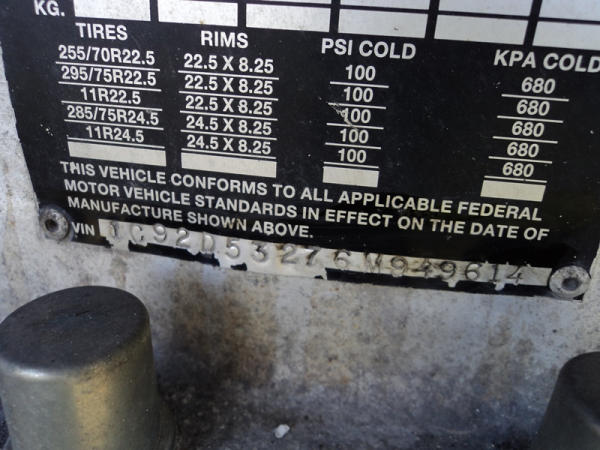 KG.
TIRES RIMS PSI COLD KPA COLD
255/70R22.5 22.5 X 8.25 100 680
295/75R22.5 22.5 X 8.25 100 680
11R22.5 22.5 X 8.25 100 680
285/75R24.5 24.5 X 8.25 100 680
11R24.5 24.5 X 8.25 100 680
THIS VEHICLE CONFORMS TO ALL APPLICABLE FEDERAL
MOTOR VEHICLE STANDARDS IN EFFECT ON THE DATE OF
MANUFACTURE SHOWN ABOVE.
VIN 1C92D53276M949614